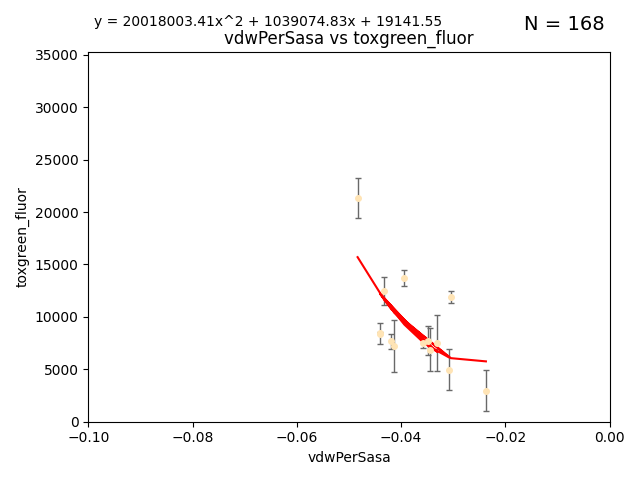 y = 20018003.41x^2 + 1039074.83x + 19141.55
N = 168
vdwPerSasa vs toxgreen_fluor
35000
30000
25000
20000
15000
10000
5000
0
toxgreen_fluor
−0.10
−0.08
−0.06
−0.04
−0.02
0.00
vdwPerSasa